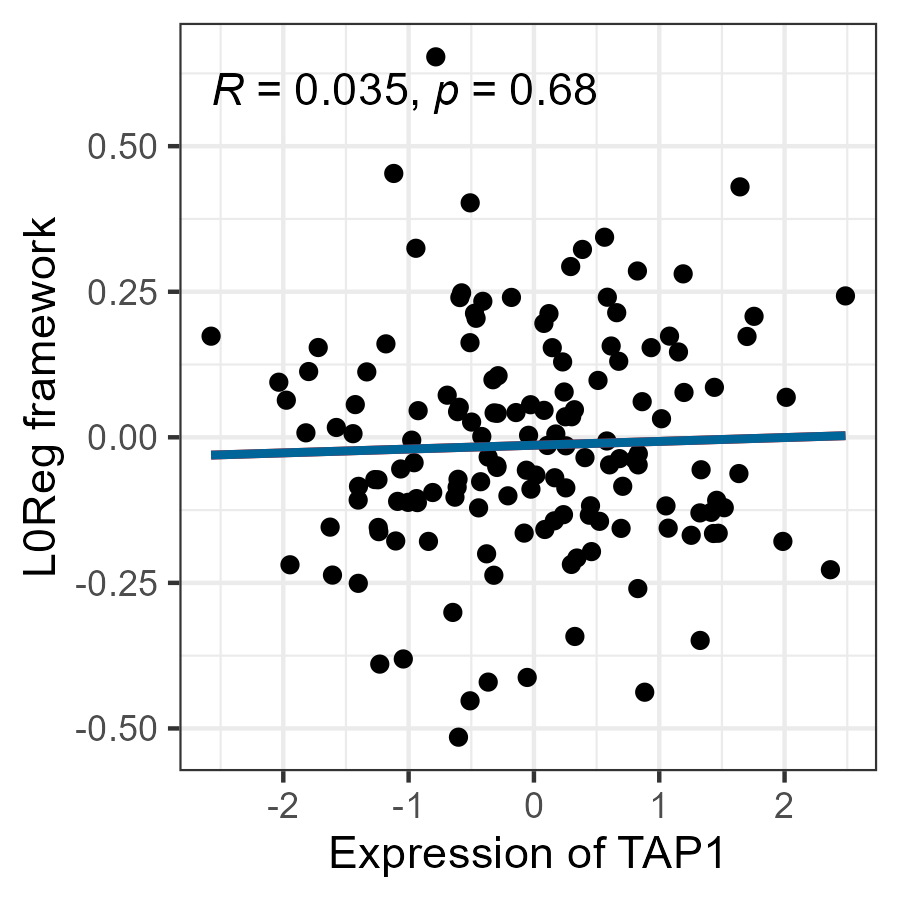 R = 0.035, p = 0.68
0.50
0.25
0.00
-0.25
-0.50
L0Reg framework
-2 -1 0 1 2
Expression of TAP1